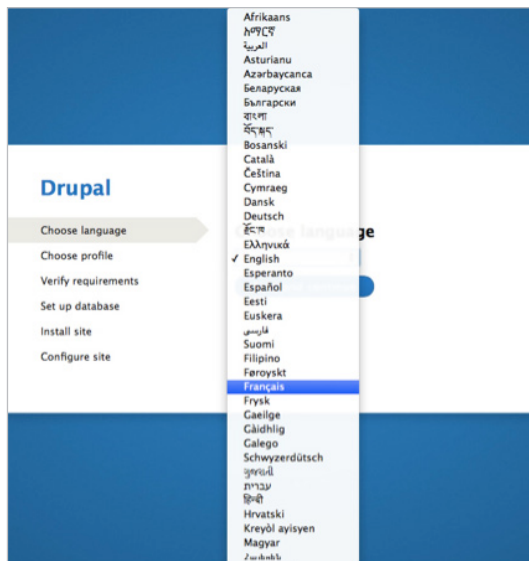 Drupal
Choose language
Choose profile
Verify requirements
Set up database
Install site
Configure site
language
Afrikaans
አማርኛ
العربية
Asturianu
Azərbaycanca
Беларуская
Български
বাংলা
བོད་སྐད་
Bosanski
Català
Čeština
Cymraeg
Dansk
Deutsch
རྫོང་ཁ
Ελληνικά
✓ English
Esperanto
Español
Eesti
Euskera
فارسی
Suomi
Filipino
Føroyskt
Français
Frysk
Gaeilge
Gàidhlig
Galego
Schwyzerdütsch
ગુજરાતી
עברית
हिन्दी
Hrvatski
Kreyòl ayisyen
Magyar